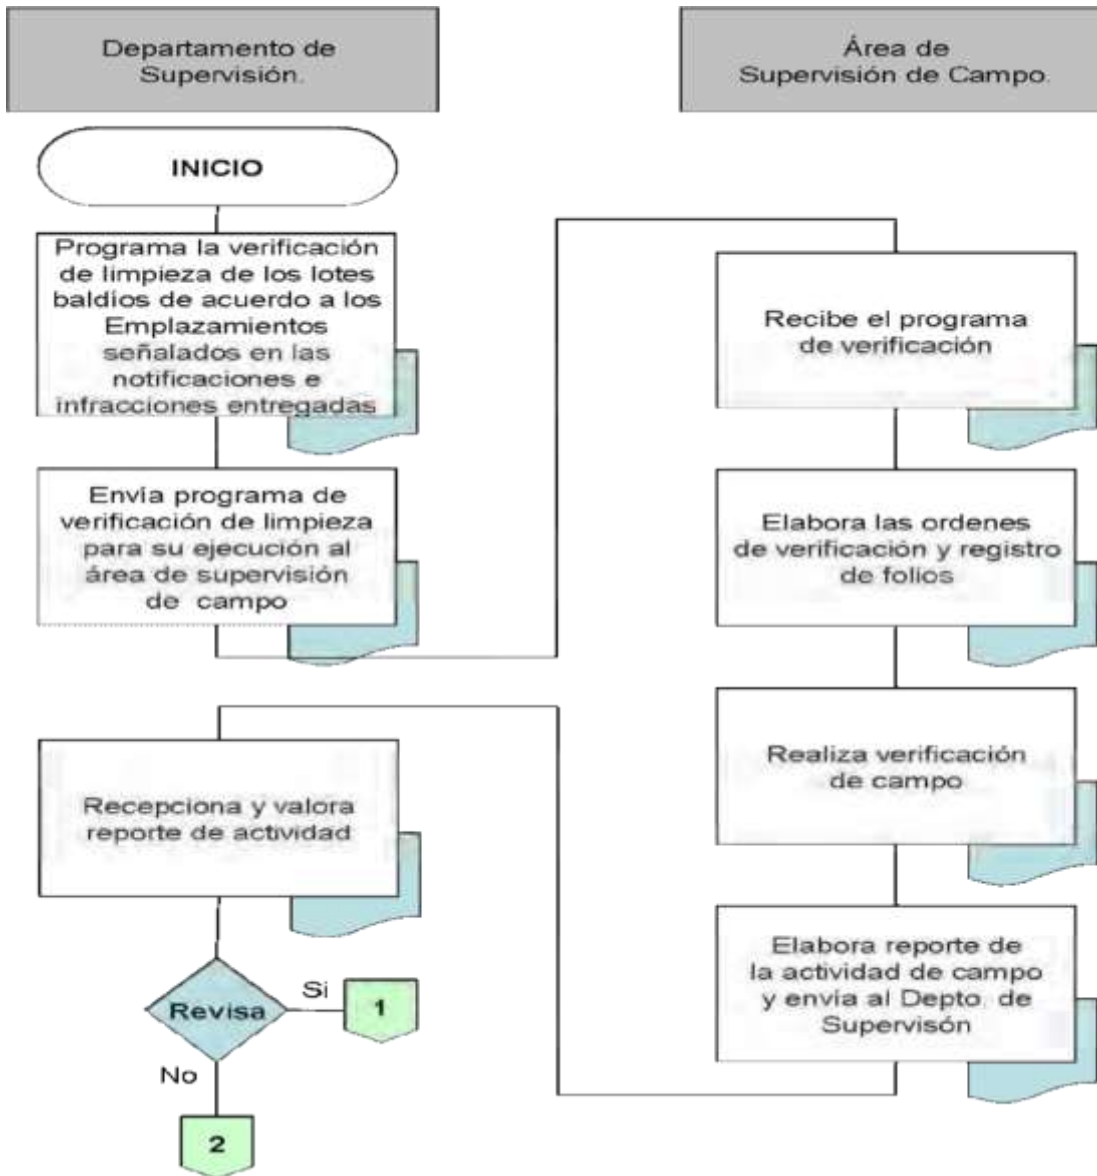 Departamento de
Supervisión.
Área de
Supervisión de Campo.
INICIO
Programa la verificación
de limpieza de los lotes
baldíos de acuerdo a los
Emplazamientos
señalados en las
notificaciones e
infracciones entregadas
Envía programa de
verificación de limpieza
para su ejecución al
área de supervisión
de campo
Recibe el programa
de verificación
Elabora las ordenes
de verificación y registro
de folios
Realiza verificación
de campo
Elabora reporte de
la actividad de campo
y envía al Depto. de
Supervisón
Recepciona y valora
reporte de actividad
Revisa
Si
1
No
2